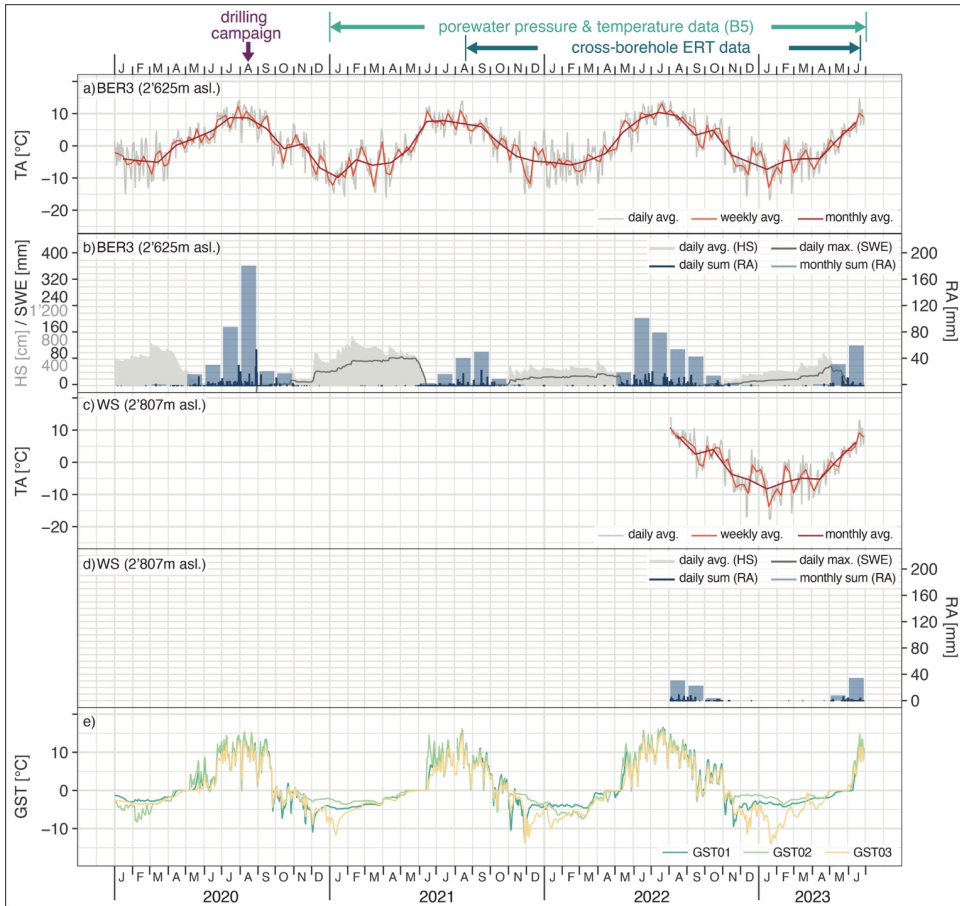 drilling
campaign
porewater pressure & temperature data (B5)
cross-borehole ERT data
J F M A M J J A S O N D J F M A M J J A S O N D J F M A M J J A S O N D J F M A M J
a) BER3 (2'625m asl.)
TA [°C]
10
0
−10
−20
daily avg. weekly avg. monthly avg.
b) BER3 (2'625m asl.)
HS [cm] / SWE [mm]
400
320
240
1'200
160
800
80
400
0
daily avg. (HS) daily max. (SWE)
daily sum (RA) monthly sum (RA)
200
160
120
80
40
0
RA [mm]
c) WS (2'807m asl.)
TA [°C]
10
0
−10
−20
daily avg. weekly avg. monthly avg.
d) WS (2'807m asl.)
daily avg. (HS) daily max. (SWE)
daily sum (RA) monthly sum (RA)
200
160
120
80
40
0
RA [mm]
e)
GST [°C]
10
0
−10
GST01 GST02 GST03
J F M A M J J A S O N D J F M A M J J A S O N D J F M A M J J A S O N D J F M A M J
2020 2021 2022 2023